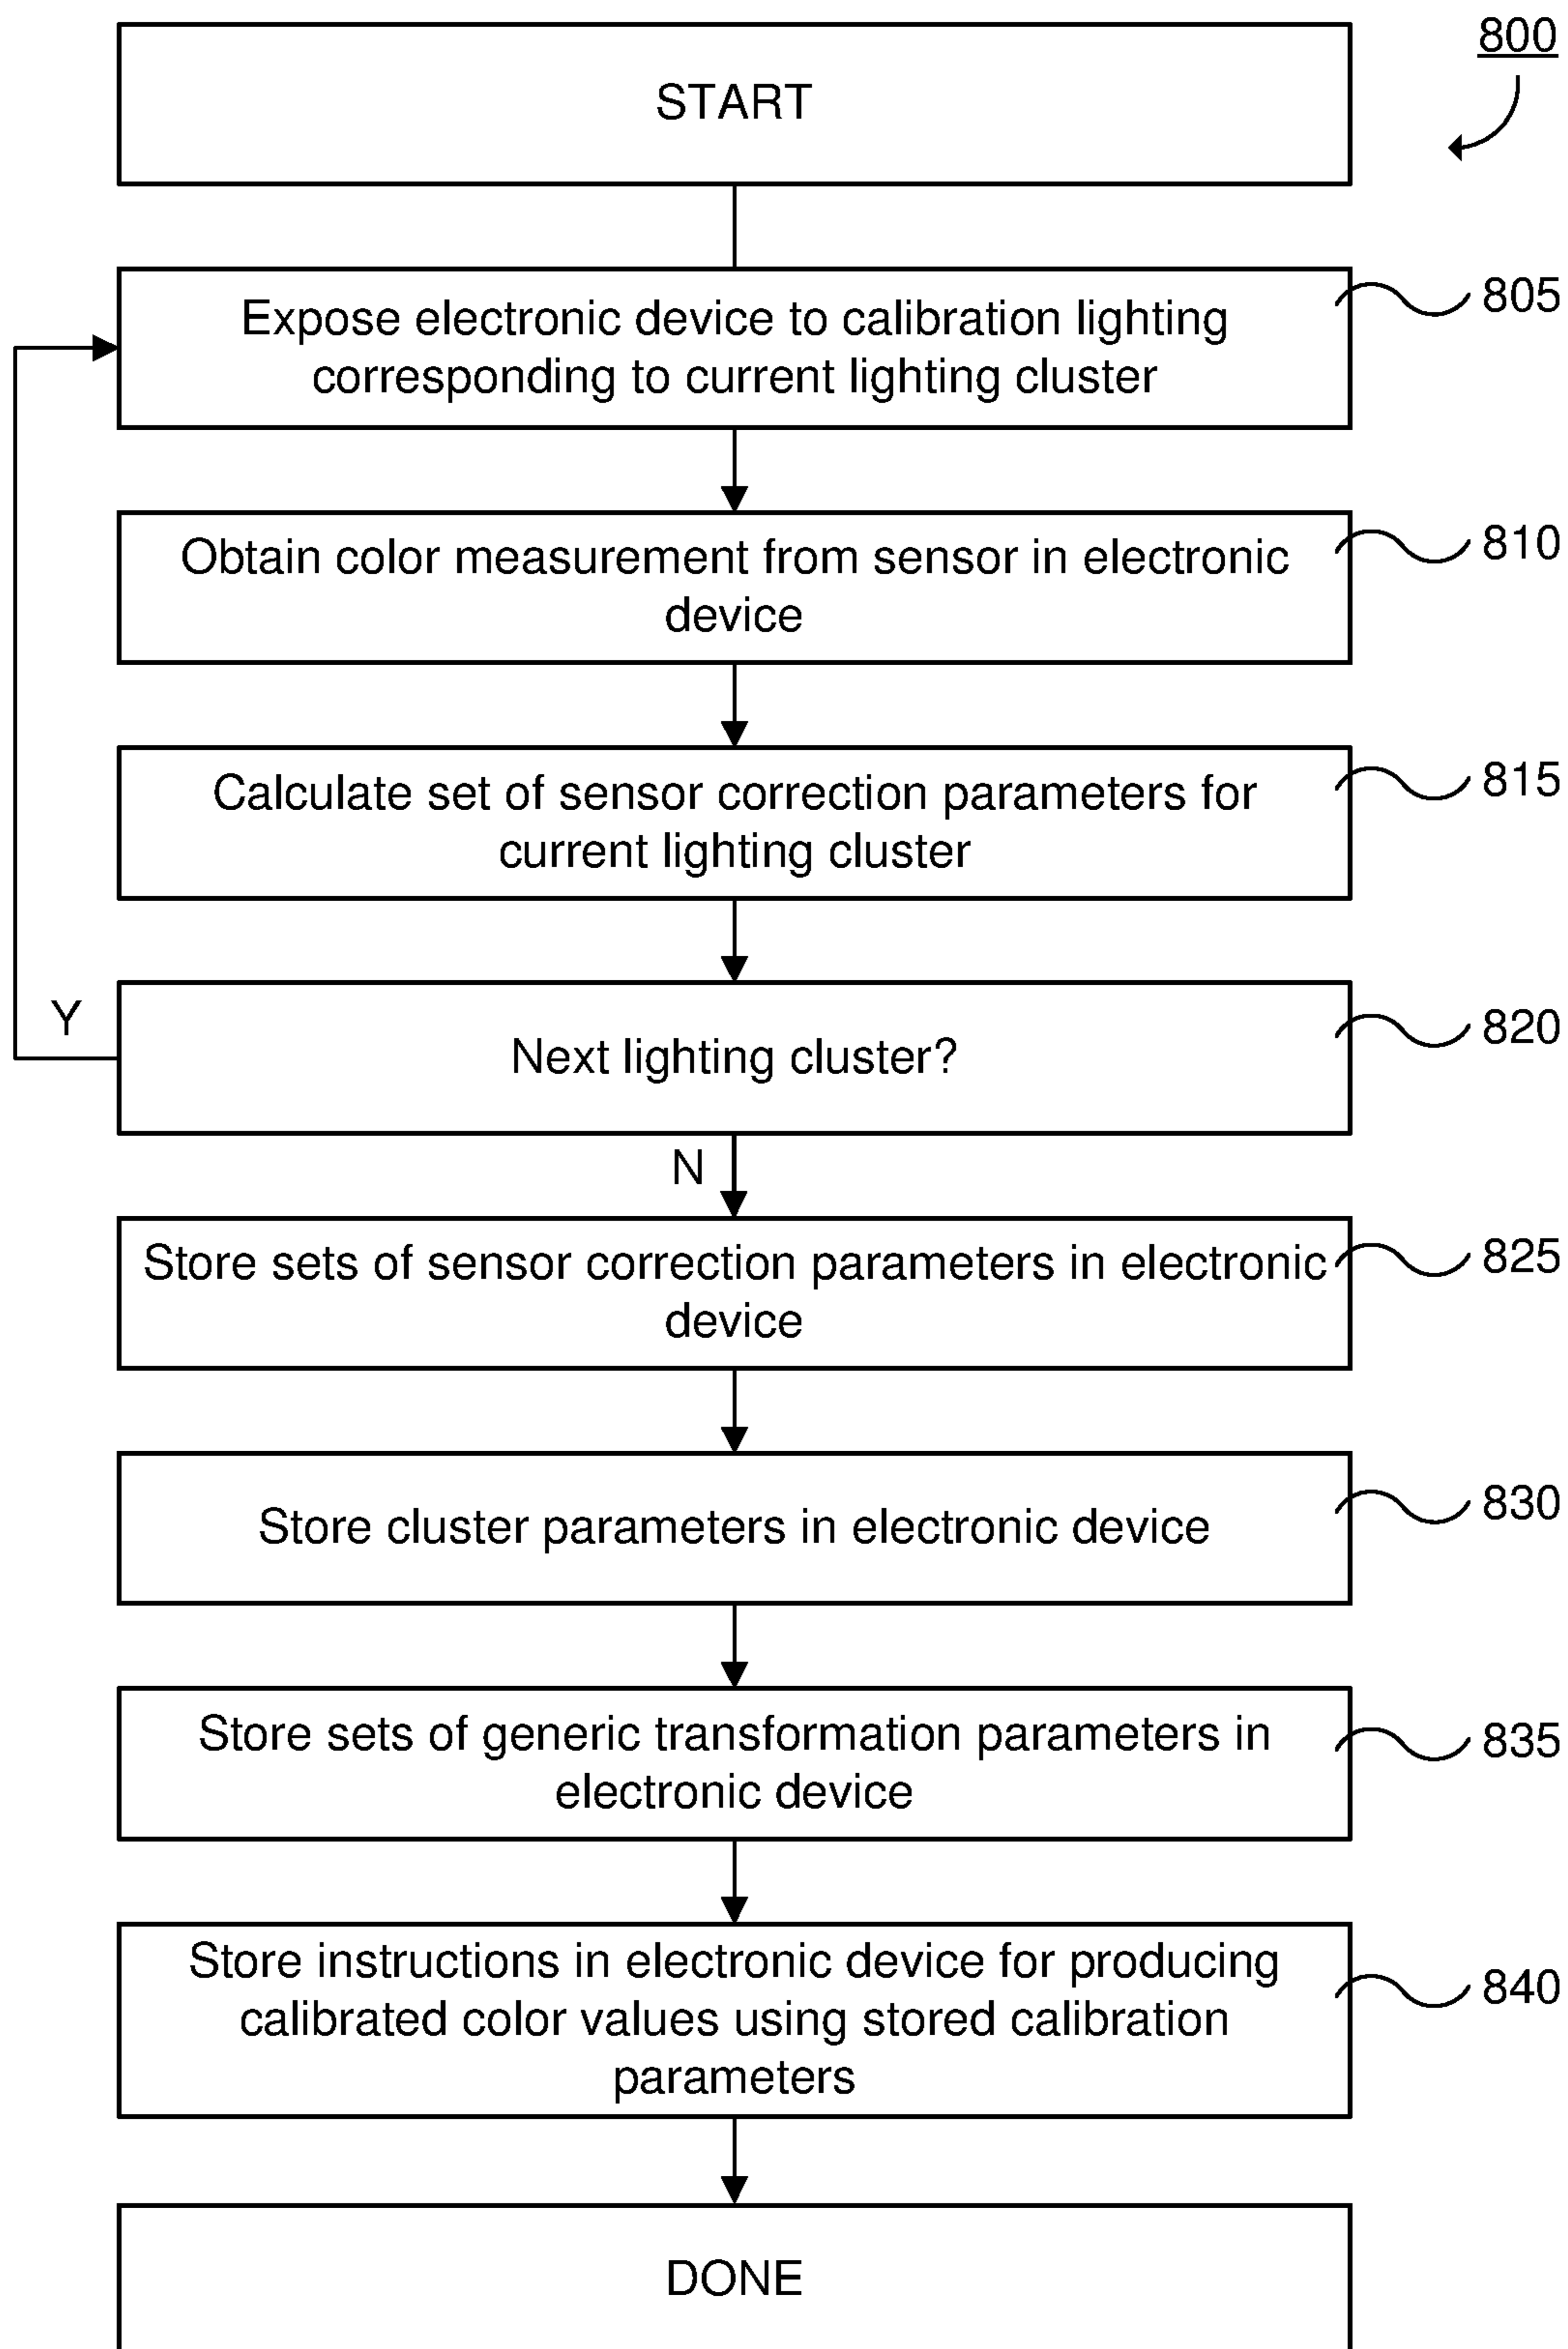 800
START
Expose electronic device to calibration lighting
corresponding to current lighting cluster
805
Obtain color measurement from sensor in electronic
device
810
Calculate set of sensor correction parameters for
current lighting cluster
815
Y
Next lighting cluster?
820
N
Store sets of sensor correction parameters in electronic
device
825
Store cluster parameters in electronic device
830
Store sets of generic transformation parameters in
electronic device
835
Store instructions in electronic device for producing
calibrated color values using stored calibration
parameters
840
DONE